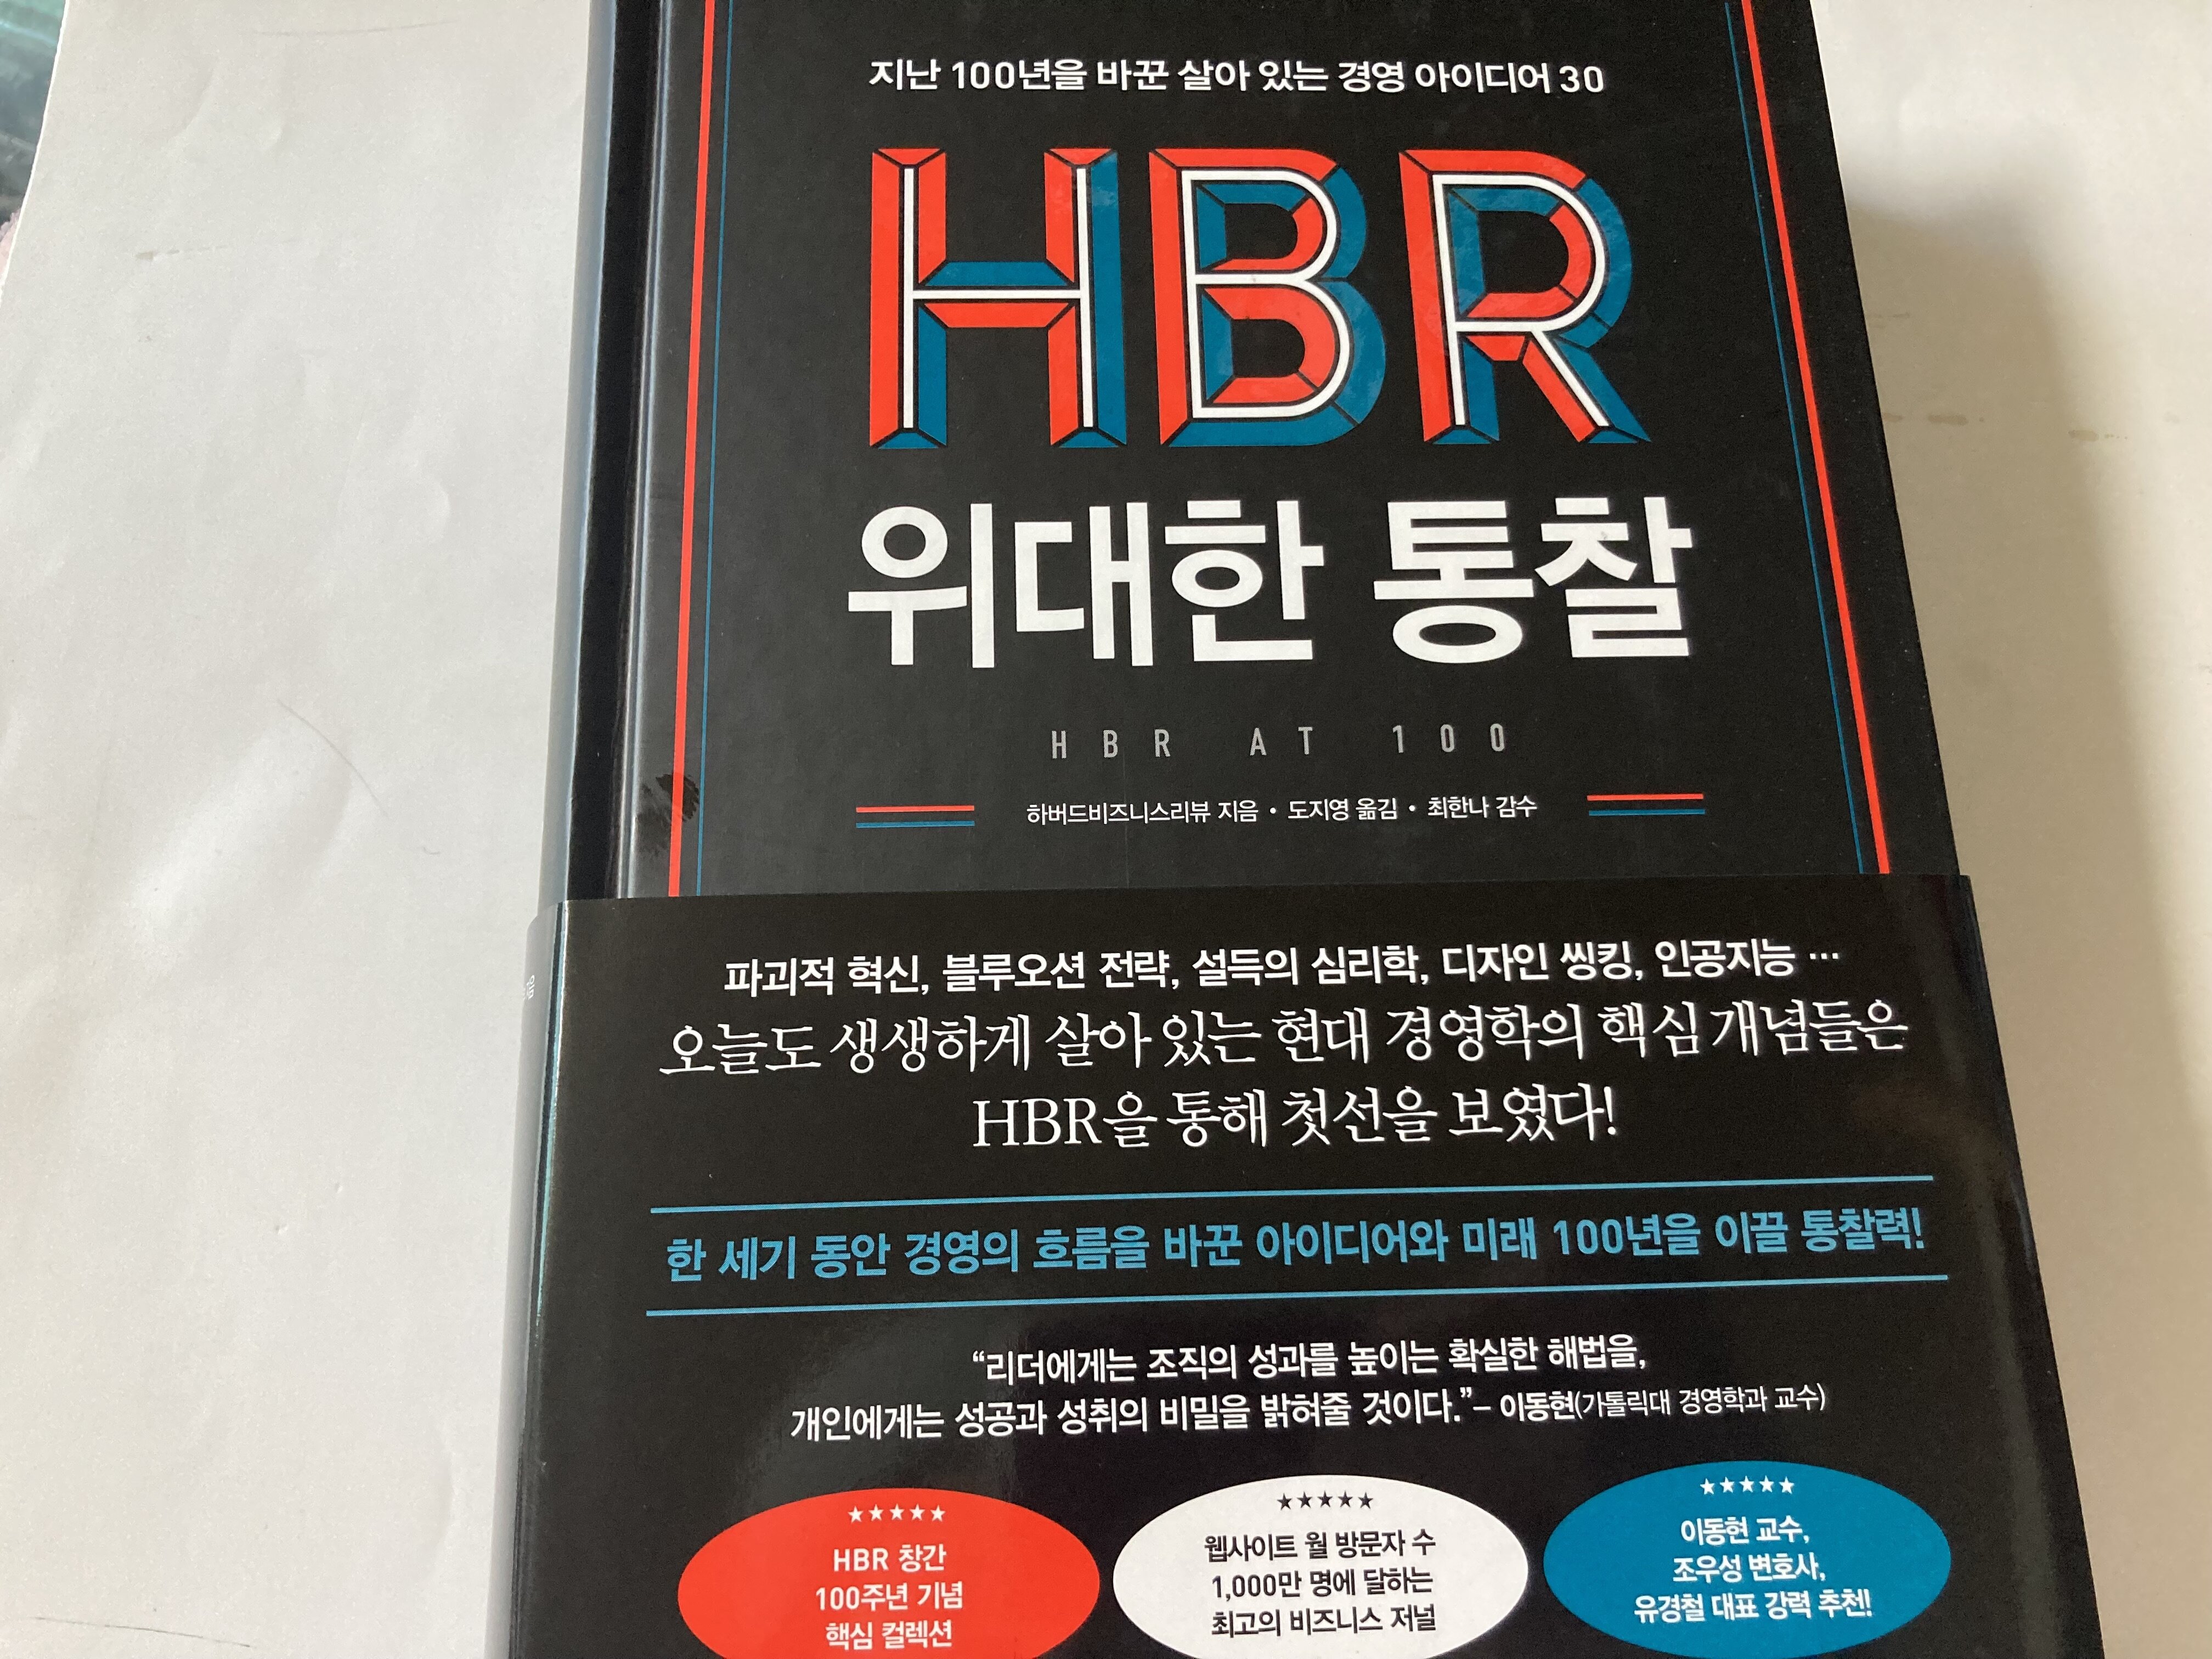 지난 100년을 바꾼 살아 있는 경영 아이디어 30
HBR
위대한 통찰
HBR AT 100
하버드비즈니스리뷰 지음 • 도지영 옮김 • 최한나 감수
파괴적 혁신, 블루오션 전략, 설득의 심리학, 디자인 씽킹, 인공지능 …
오늘도 생생하게 살아 있는 현대 경영학의 핵심 개념들은
HBR을 통해 첫선을 보였다!
한 세기 동안 경영의 흐름을 바꾼 아이디어와 미래 100년을 이끌 통찰력!
“리더에게는 조직의 성과를 높이는 확실한 해법을,
개인에게는 성공과 성취의 비밀을 밝혀줄 것이다.” – 이동현(가톨릭대 경영학과 교수)
★★★★★
HBR 창간
100주년 기념
핵심 컬렉션
★★★★★
웹사이트 월 방문자 수
1,000만 명에 달하는
최고의 비즈니스 저널
★★★★★
이동현 교수,
조우성 변호사,
유경철 대표 강력 추천!